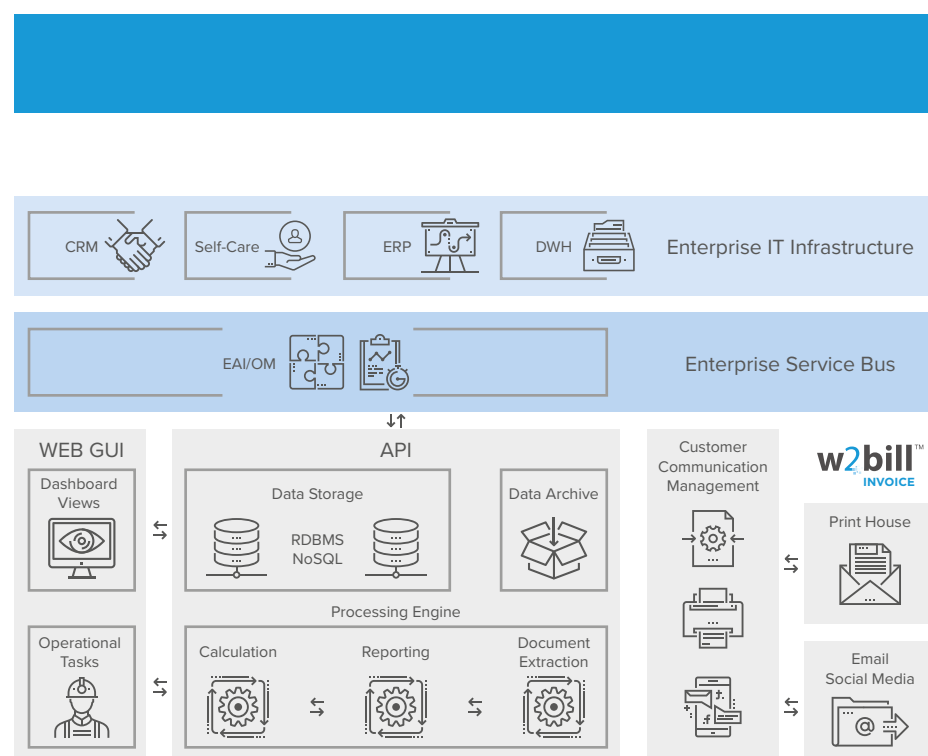 CRM
Self-Care
ERP
DWH
Enterprise IT Infrastructure
EAI/OM
Enterprise Service Bus
WEB GUI
Dashboard
Views
Operational
Tasks
API
Data Storage
RDBMS
NoSQL
Data Archive
Processing Engine
Calculation
Reporting
Document
Extraction
Customer
Communication
Management
w2bill™
INVOICE
Print House
Email
Social Media